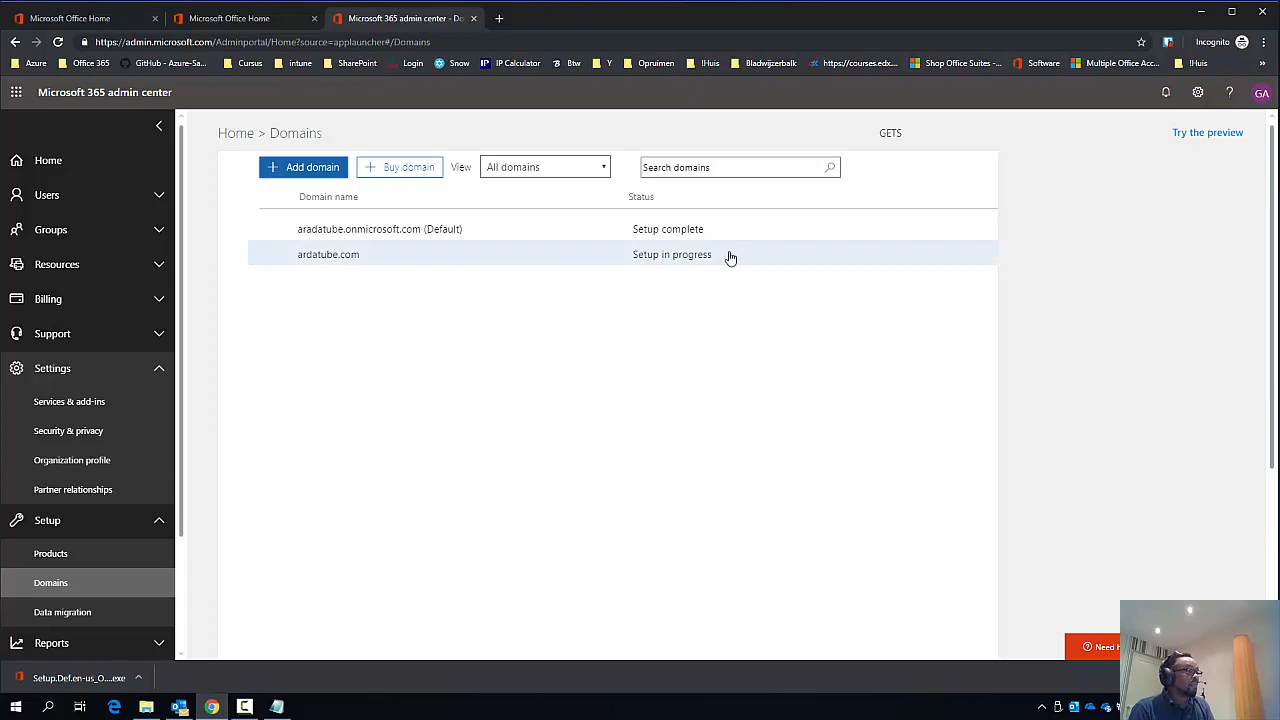 Microsoft Office Home
Microsoft Office Home
Microsoft 365 admin center - Do
https://admin.microsoft.com/Adminportal/Home?source=applauncher#/Domains
Incognito
Azure
Office 365
GitHub - Azure-Sa...
Cursus
intune
SharePoint
Login
Snow
IP Calculator
Btw
Y
Opruimen
!Huis
Bladwijzerbalk
https://courses.edx...
Shop Office Suites -...
Software
Multiple Office Acc...
!Huis
»
Microsoft 365 admin center
?
GA
Home
Users
Groups
Resources
Billing
Support
Settings
Services & add-ins
Security & privacy
Organization profile
Partner relationships
Setup
Products
Domains
Data migration
Reports
Home > Domains
GETS
Try the preview
+ Add domain
+ Buy domain
View
All domains
Search domains
Domain name
Status
aradatube.onmicrosoft.com (Default)
Setup complete
ardatube.com
Setup in progress
Need
Setup.Def.en-us_O....exe